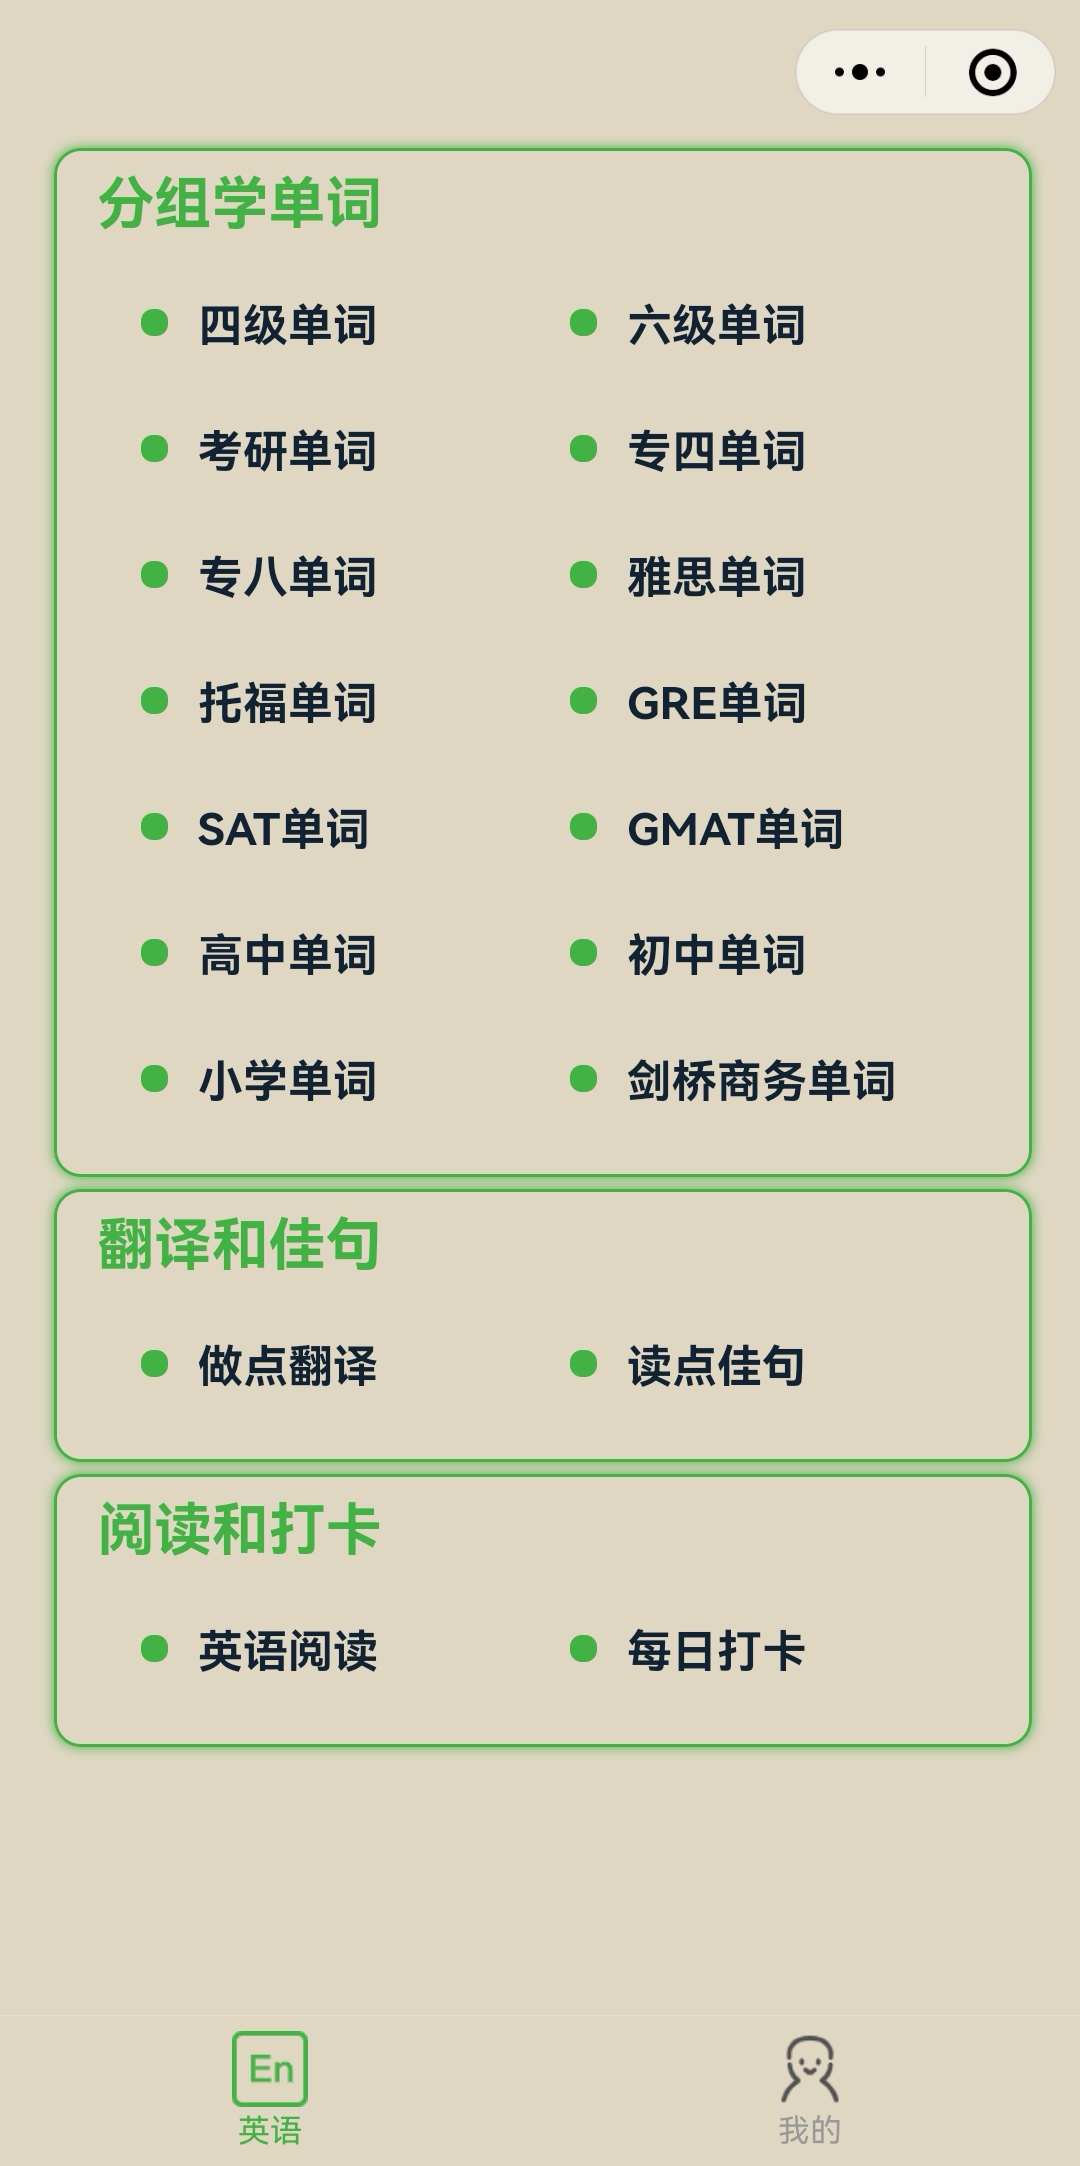 分组学单词
四级单词
六级单词
考研单词
专四单词
专八单词
雅思单词
托福单词
GRE单词
SAT单词
GMAT单词
高中单词
初中单词
小学单词
剑桥商务单词
翻译和佳句
做点翻译
读点佳句
阅读和打卡
英语阅读
每日打卡
En
英语
我的